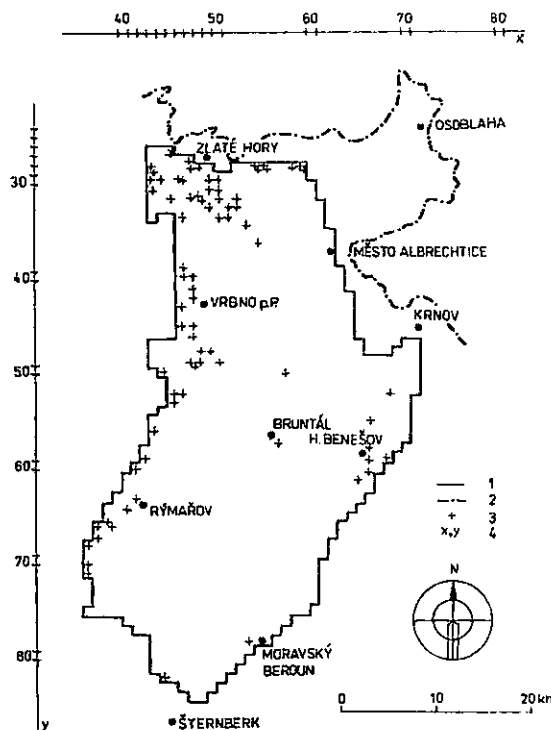 40 50 60 70 80
x
OSOBLAHA
ZLATÉ HORY
30
MĚSTO ALBRECHTICE
40
VRBNO p.P.
KRNOV
50
BRUNTÁL
H. BENEŠOV
60
1
2
3
x,y 4
RÝMAŘOV
70
N
MORAVSKÝ
BEROUN
80
0 10 20 km
y
ŠTERNBERK